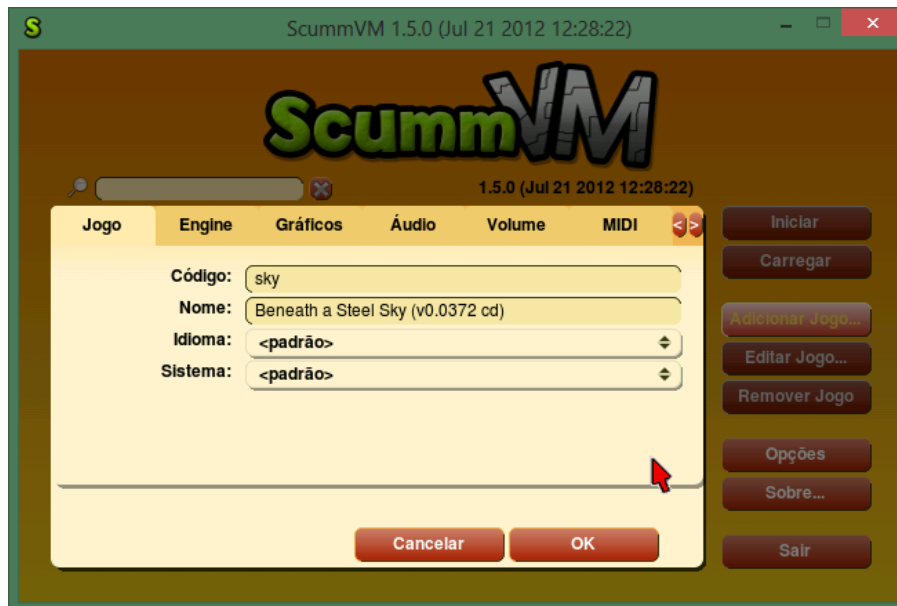 S ScummVM 1.5.0 (Jul 21 2012 12:28:22)
ScummVM
1.5.0 (Jul 21 2012 12:28:22)
Jogo Engine Gráficos Áudio Volume MIDI < >
Código: sky
Nome: Beneath a Steel Sky (v0.0372 cd)
Idioma: <padrão>
Sistema: <padrão>
Cancelar OK
Iniciar
Carregar
Adicionar Jogo...
Editar Jogo...
Remover Jogo
Opções
Sobre...
Sair